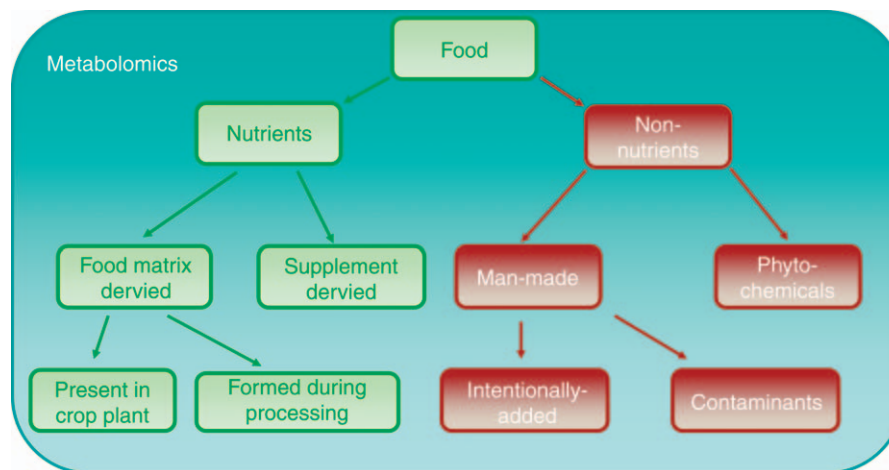 Food
Metabolomics
Nutrients
Non-
nutrients
Food matrix
dervied
Supplement
dervied
Man-made
Phyto-
chemicals
Present in
crop plant
Formed during
processing
Intentionally-
added
Contaminants